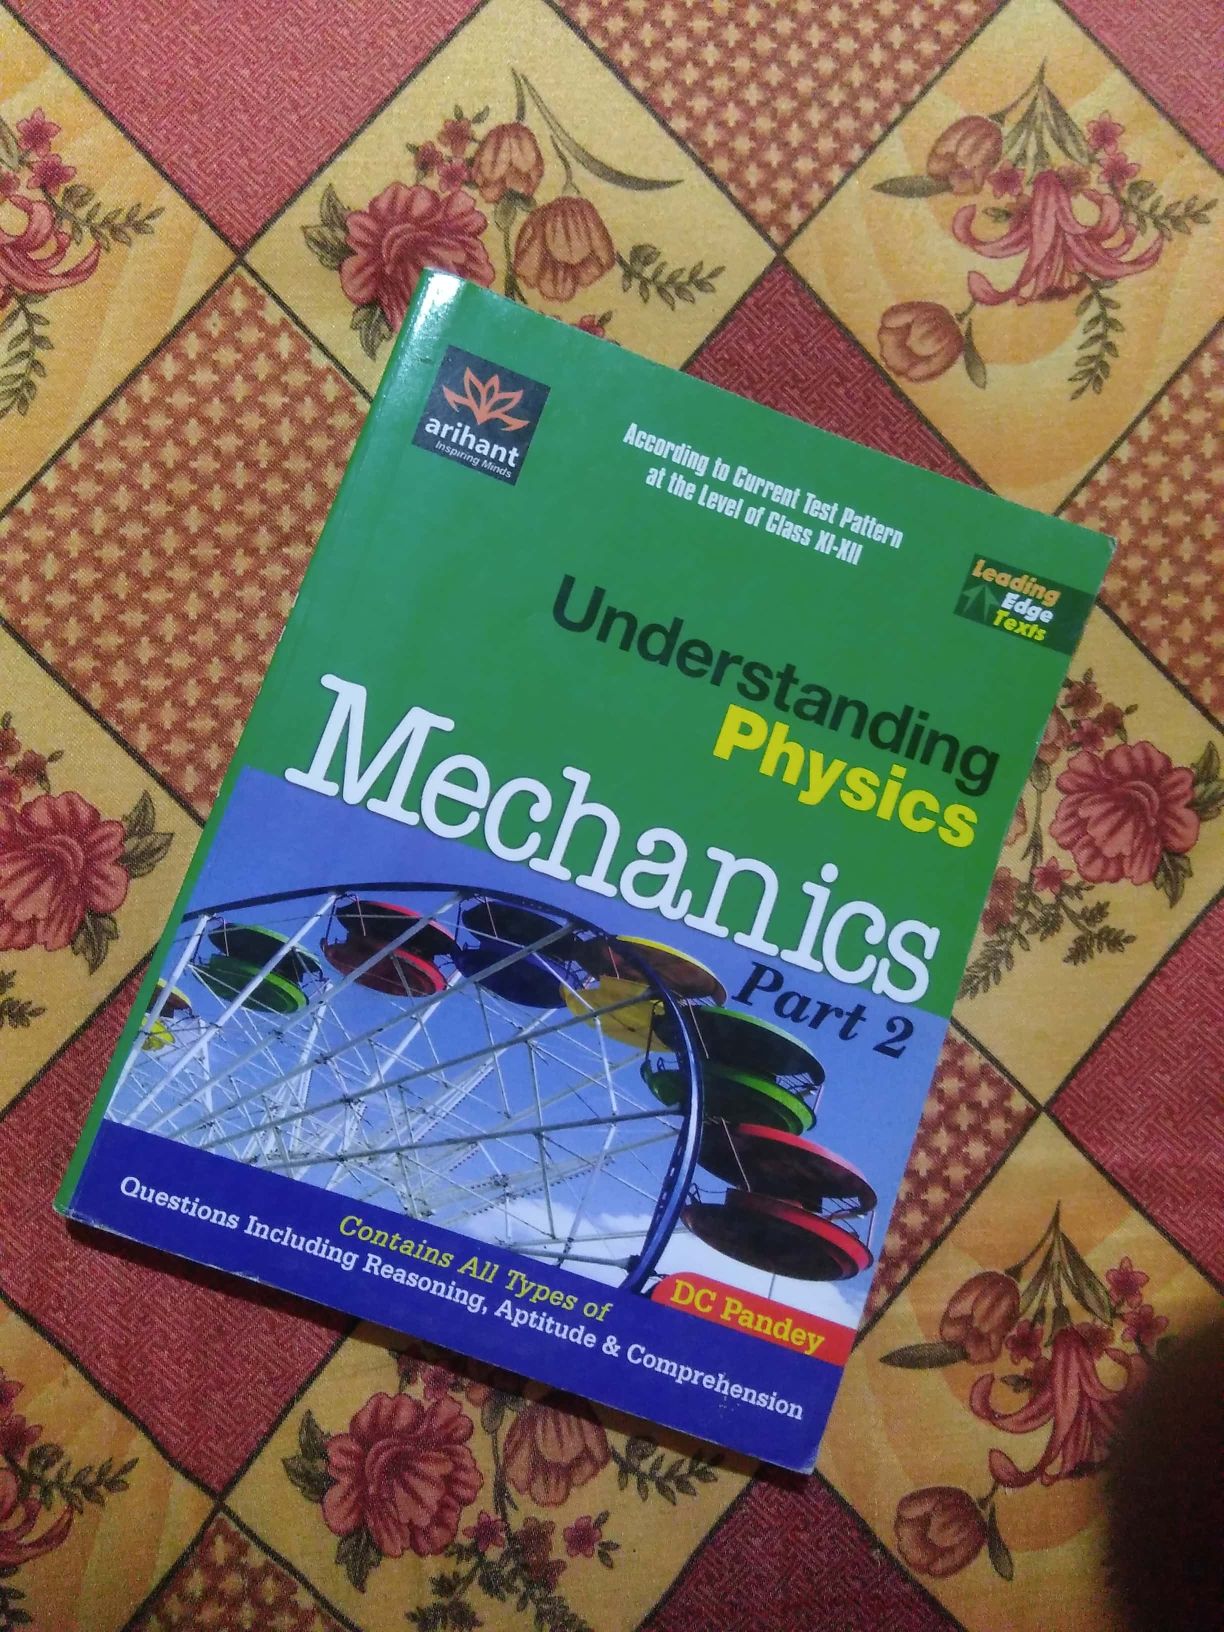 arihant
Inspiring Minds
According to Current Test Pattern
at the Level of Class XI-XII
Leading
Edge
Texts
Understanding
Physics
Mechanics
Part 2
DC Pandey
Contains All Types of
Questions Including Reasoning, Aptitude & Comprehension